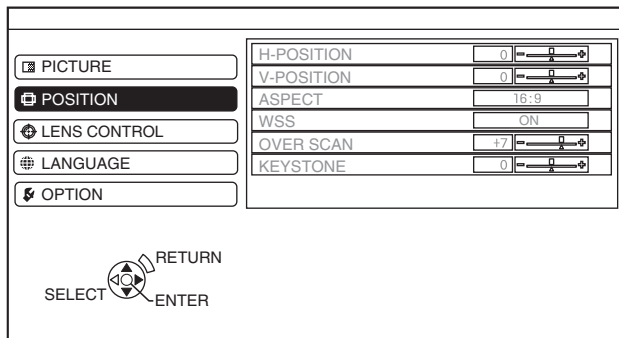 PICTURE
POSITION
LENS CONTROL
LANGUAGE
OPTION
H-POSITION 0 - +
V-POSITION 0 - +
ASPECT 16:9
WSS ON
OVER SCAN +7 - +
KEYSTONE 0 - +
RETURN
SELECT
ENTER